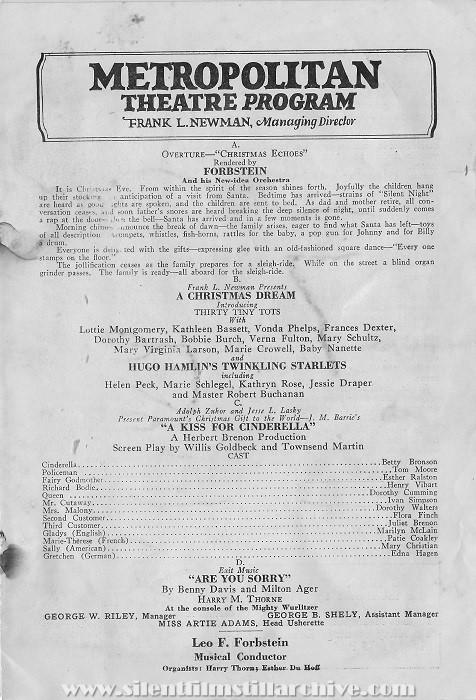 METROPOLITAN
THEATRE PROGRAM
FRANK L. NEWMAN, Managing Director
A.
OVERTURE—"CHRISTMAS ECHOES"
Rendered by
FORBSTEIN
And his New-idea Orchestra
It is Christmas Eve. From within the spirit of the season shines forth. Joyfully the children hang
up their stockings anticipation of a visit from Santa. Bedtime has arrived—strains of "Silent Night"
are heard as good nights are spoken, and the children are sent to bed. As dad and mother retire, all con-
versation ceases, and soon father's snores are heard breaking the deep silence of night, until suddenly comes
a rap at the door— the bell—Santa has arrived and in a few moments is gone.
Morning chimes announce the break of dawn—the family arises, eager to find what Santa has left—toys
of all description trumpets, whistles, fish-horns, rattles for the baby, a pop gun for Johnny and for Billy
a drum.
Everyone is delighted with the gifts—expressing glee with an old-fashioned square dance—"Every one
stamps on the floor."
The jollification ceases as the family prepares for a sleigh-ride. While on the street a blind organ
grinder passes. The family is ready—all aboard for the sleigh-ride.
B.
Frank L. Newman Presents
A CHRISTMAS DREAM
Introducing
THIRTY TINY TOTS
With
Lottie Montgomery, Kathleen Bassett, Vonda Phelps, Frances Dexter,
Dorothy Bartrash, Bobbie Burch, Verna Fulton, Mary Schultz,
Mary Virginia Larson, Marie Crowell, Baby Nanette
and
HUGO HAMLIN'S TWINKLING STARLETS
including
Helen Peck, Marie Schlegel, Kathryn Rose, Jessie Draper
and Master Robert Buchanan
C.
Adolph Zukor and Jesse L. Lasky
Present Paramount's Christmas Gift to the World—J. M. Barrie's
"A KISS FOR CINDERELLA"
A Herbert Brenon Production
Screen Play by Willis Goldbeck and Townsend Martin
CAST
Cinderella Betty Bronson
Policeman Tom Moore
Fairy Godmother Esther Ralston
Richard Bodie Henry Vibart
Queen Dorothy Cumming
Mr. Cutaway Ivan Simpson
Mrs. Malony Dorothy Walters
Second Customer Flora Finch
Third Customer Juliet Brenon
Gladys (English) Marilyn McLain
Marie-Thérese (French) Patie Coakley
Sally (American) Mary Christian
Gretchen (German) Edna Hagen
D.
Exit Music
"ARE YOU SORRY"
By Benny Davis and Milton Ager
HARRY M. THORNE
At the console of the Mighty Wurlitzer
GEORGE W. RILEY, Manager GEORGE B. SHELY, Assistant Manager
MISS ARTIE ADAMS, Head Usherette
Leo F. Forbstein
Musical Conductor
Organists: Harry Thorn; Esther Du Hoff
www.silentfilmstillarchive.com